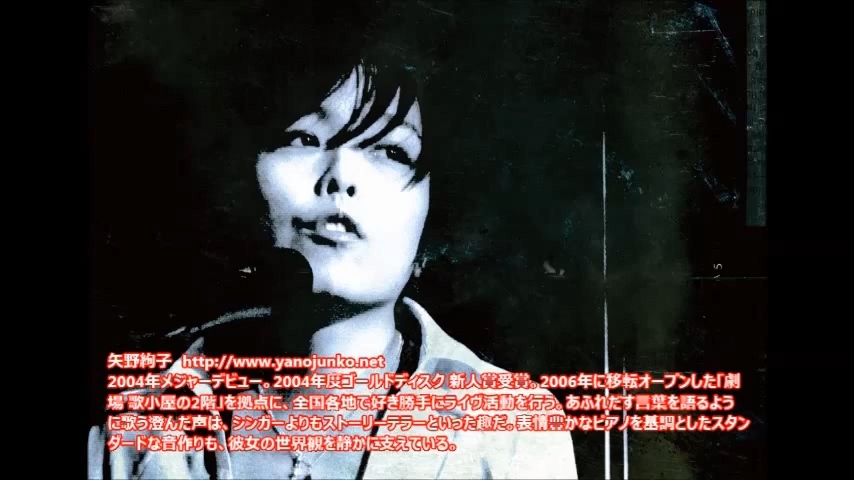 矢野絢子 http://www.yanojunko.net
2004年メジャーデビュー。2004年度ゴールドディスク 新人賞受賞。2006年に移転オープンした「劇
場 歌小屋の2階」を拠点に、全国各地で好き勝手にライヴ活動を行う。あふれだす言葉を語るよう
に歌う澄んだ声は、シンガーよりもストーリーテラーといった趣だ。表情豊かなピアノを基調としたスタン
ダードな音作りも、彼女の世界観を静かに支えている。
5